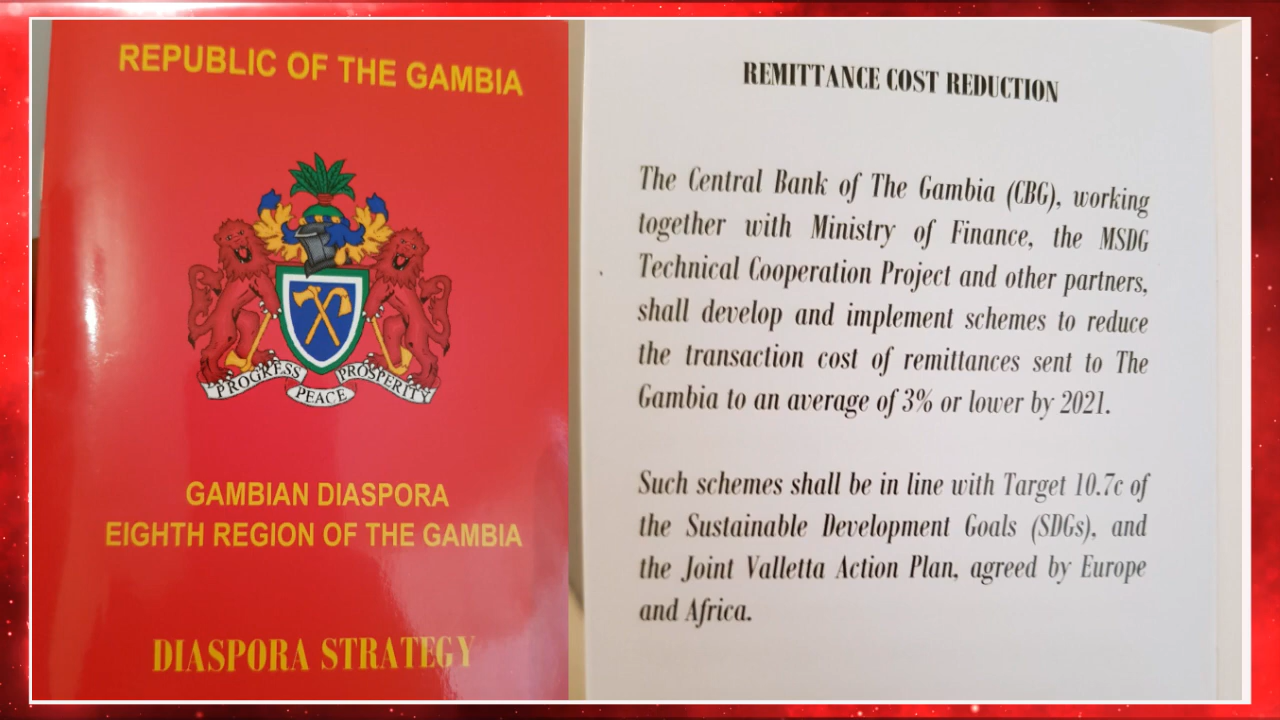 REPUBLIC OF THE GAMBIA
PROGRESS
PEACE
PROSPERITY
GAMBIAN DIASPORA
EIGHTH REGION OF THE GAMBIA
DIASPORA STRATEGY
REMITTANCE COST REDUCTION
The Central Bank of The Gambia (CBG), working
together with Ministry of Finance, the MSDG
Technical Cooperation Project and other partners,
shall develop and implement schemes to reduce
the transaction cost of remittances sent to The
Gambia to an average of 3% or lower by 2021.
Such schemes shall be in line with Target 10.7c of
the Sustainable Development Goals (SDGs), and
the Joint Valletta Action Plan, agreed by Europe
and Africa.